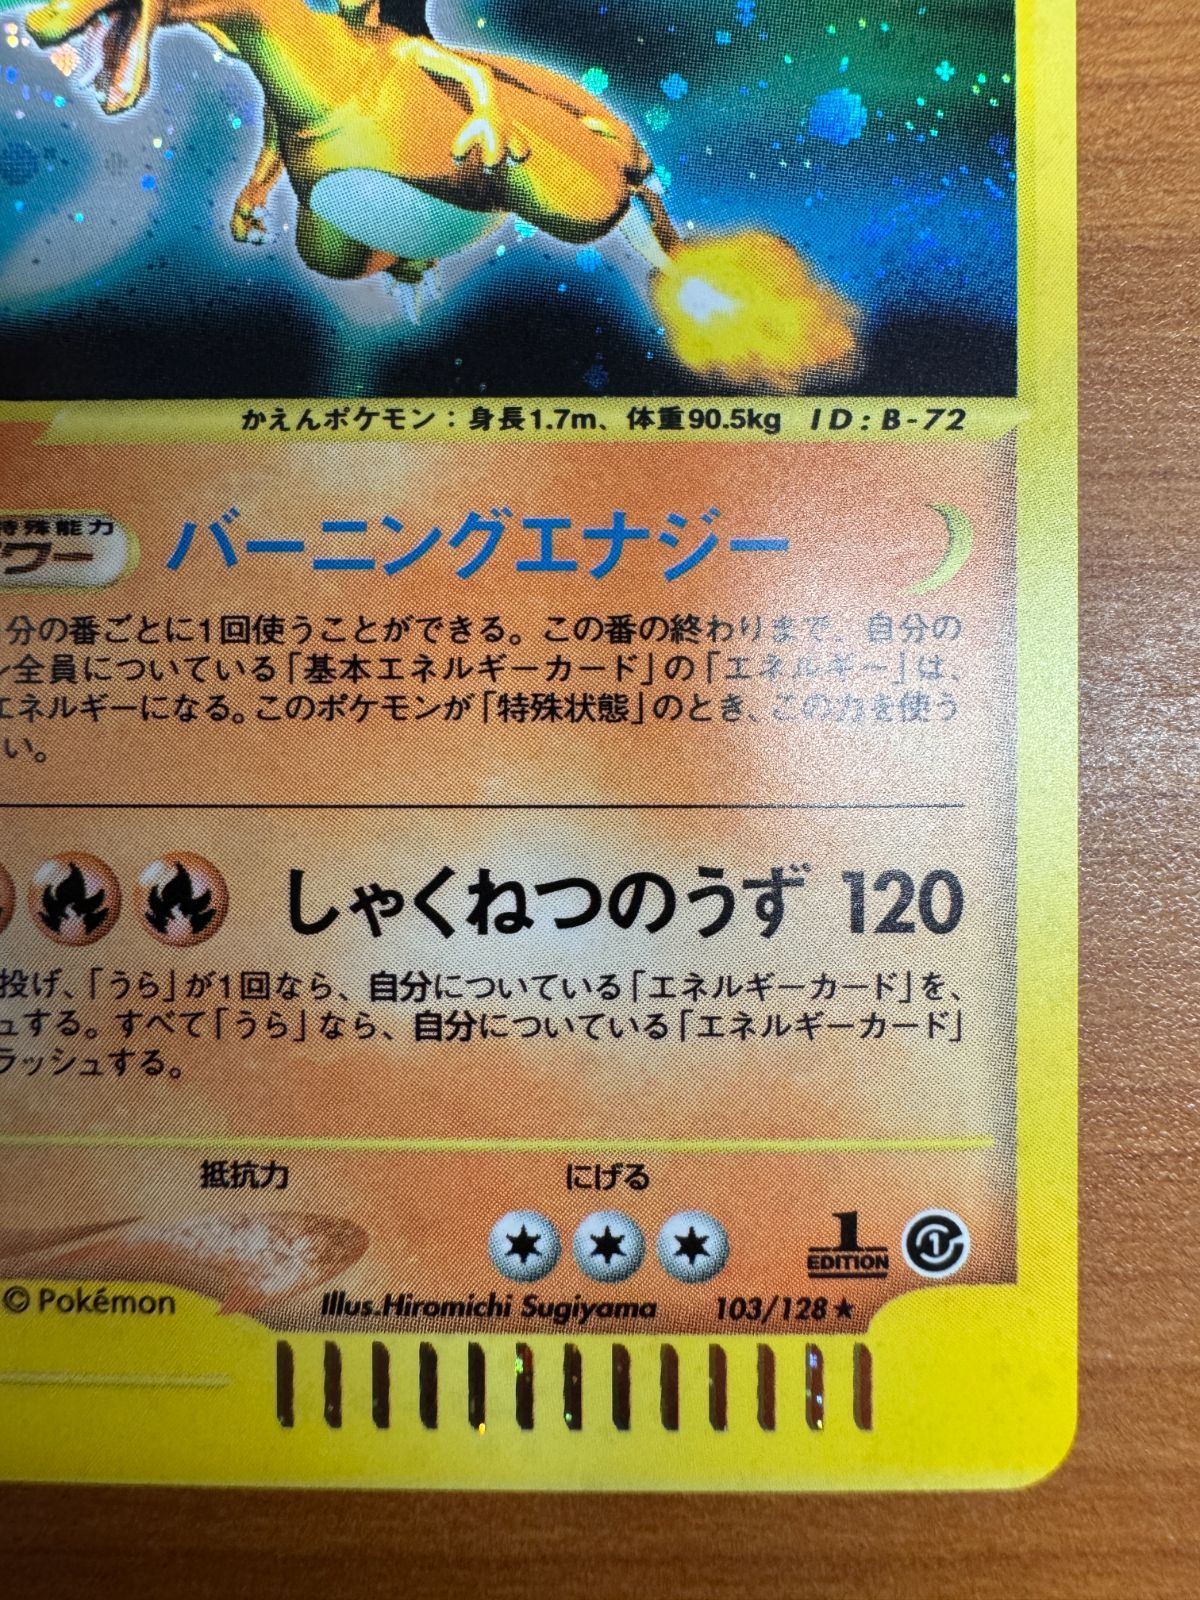 かえんポケモン：身長1.7m、体重90.5kg ID:B-72
特殊能力
ワー
バーニングエナジー
分の番ごとに1回使うことができる。この番の終わりまで、自分の
ン全員についている「基本エネルギーカード」の「エネルギー」は、
エネルギーになる。このポケモンが「特殊状態」のとき、この力を使う
い。
しゃくねつのうず 120
投げ、「うら」が1回なら、自分についている「エネルギーカード」を、
ュする。すべて「うら」なら、自分についている「エネルギーカード」
ラッシュする。
抵抗力 にげる
1
EDITION
1
© Pokémon Illus.Hiromichi Sugiyama 103/128★